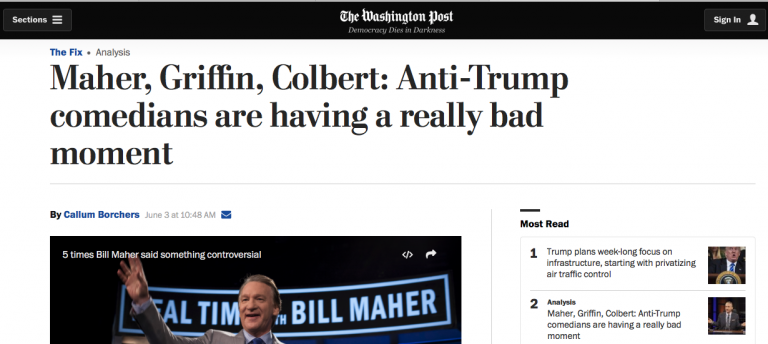 Sections
The Washington Post
Democracy Dies in Darkness
Sign In
The Fix • Analysis
Maher, Griffin, Colbert: Anti-Trump
comedians are having a really bad
moment
By Callum Borchers June 3 at 10:48 AM
Most Read
5 times Bill Maher said something controversial
EAL TIM WITH BILL MAHER
1 Trump plans week-long focus on
infrastructure, starting with privatizing
air traffic control
2 Analysis
Maher, Griffin, Colbert: Anti-Trump
comedians are having a really bad
moment